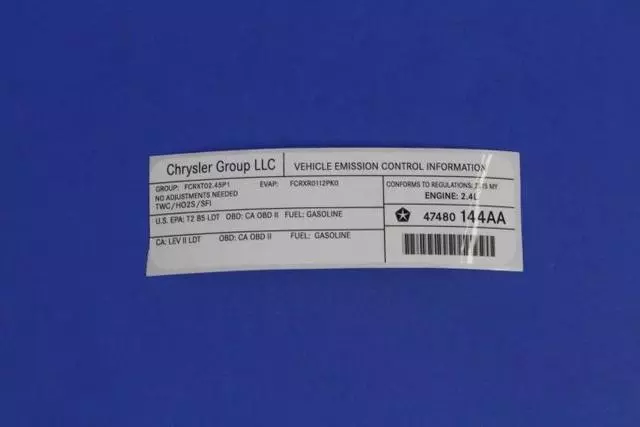 Chrysler Group LLC
VEHICLE EMISSION CONTROL INFORMATION
GROUP: FCRXT02.45P1 EVAP: FCRXR0112PK0
NO ADJUSTMENTS NEEDED
TWC/HO2S/SFI
CONFORMS TO REGULATIONS: MY
ENGINE: 2.4L
U.S. EPA: T2 B5 LDT OBD: CA OBD II FUEL: GASOLINE
47480 144AA
CA: LEV II LDT OBD: CA OBD II FUEL: GASOLINE